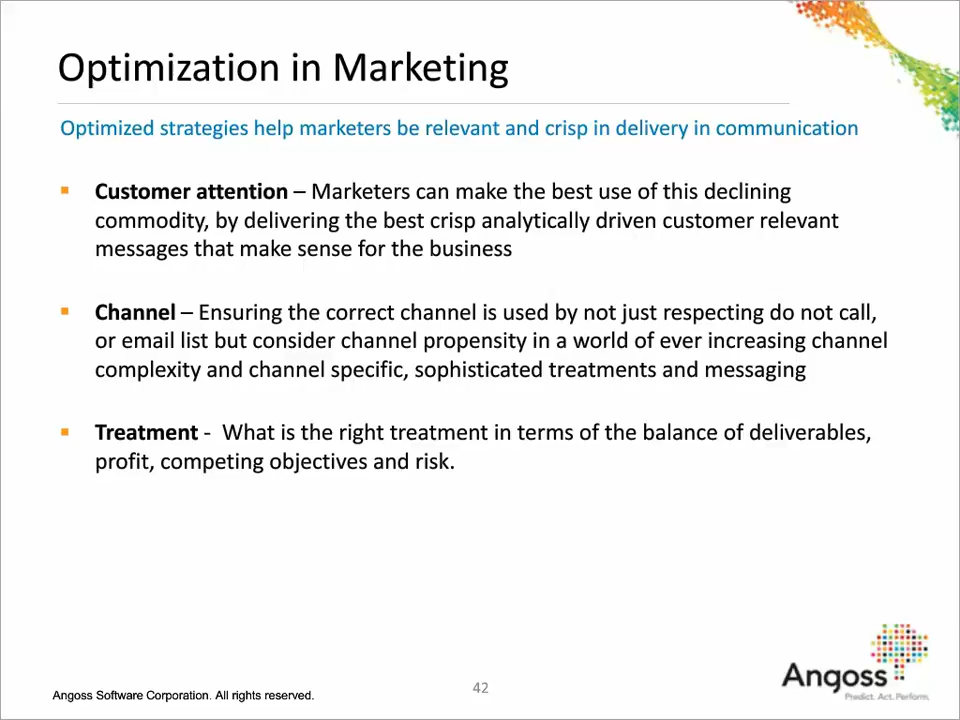 Optimization in Marketing
Optimized strategies help marketers be relevant and crisp in delivery in communication
Customer attention – Marketers can make the best use of this declining
commodity, by delivering the best crisp analytically driven customer relevant
messages that make sense for the business
Channel – Ensuring the correct channel is used by not just respecting do not call,
or email list but consider channel propensity in a world of ever increasing channel
complexity and channel specific, sophisticated treatments and messaging
Treatment -  What is the right treatment in terms of the balance of deliverables,
profit, competing objectives and risk.
Angoss Software Corporation. All rights reserved.
42
Angoss
Predict. Act. Perform.